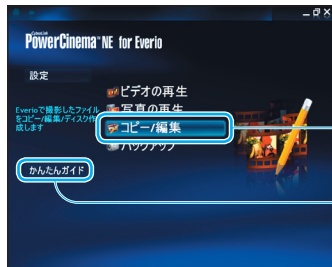 CyberLink
PowerCinema™ NE for Everio
設定
ビデオの再生
Everioで撮影したファイル
をコピー/編集/ディスク作
成します
写真の再生
コピー/編集
バックアップ
かんたんガイド